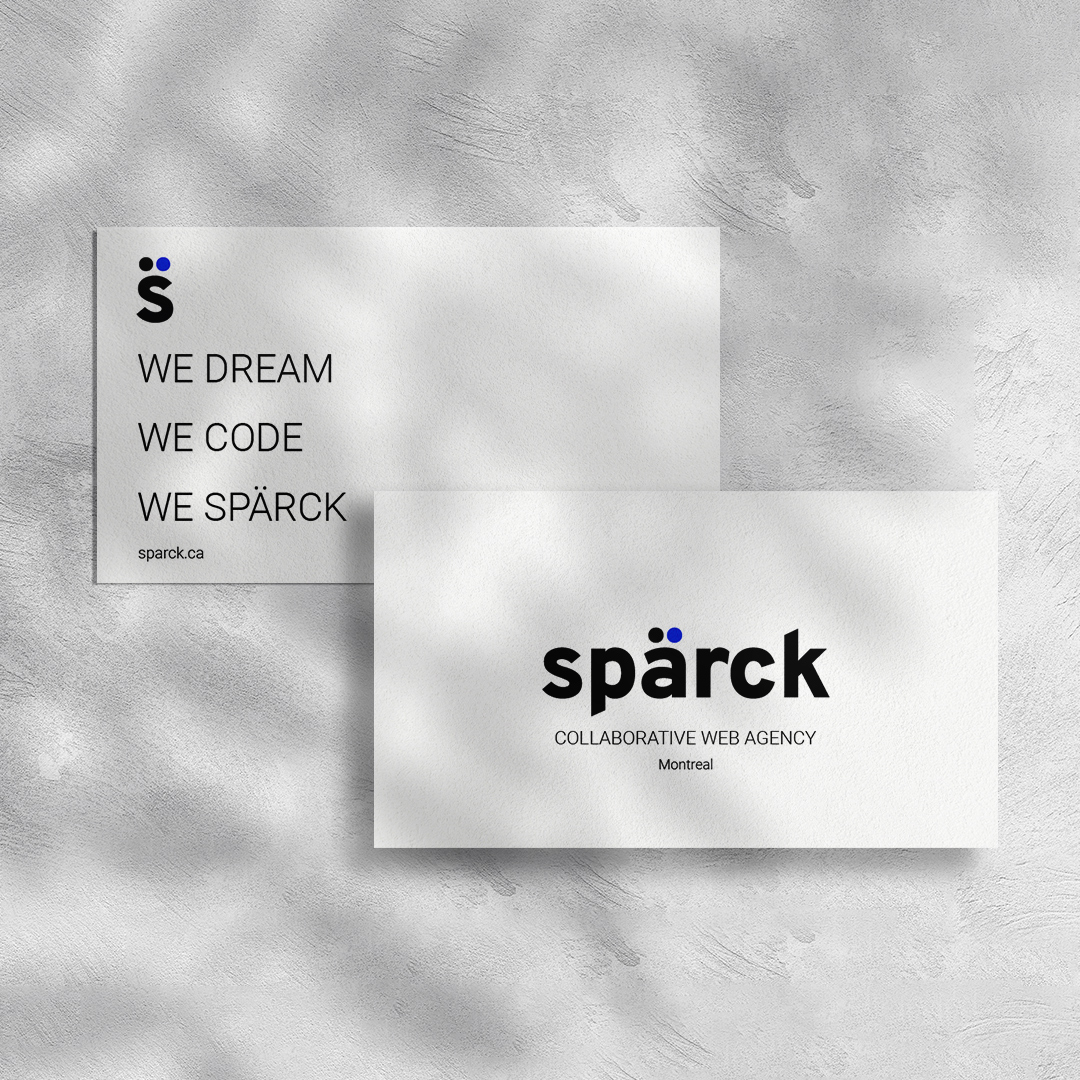 s̈
WE DREAM
WE CODE
WE SPÄRCK
sparck.ca
spärck
COLLABORATIVE WEB AGENCY
Montreal